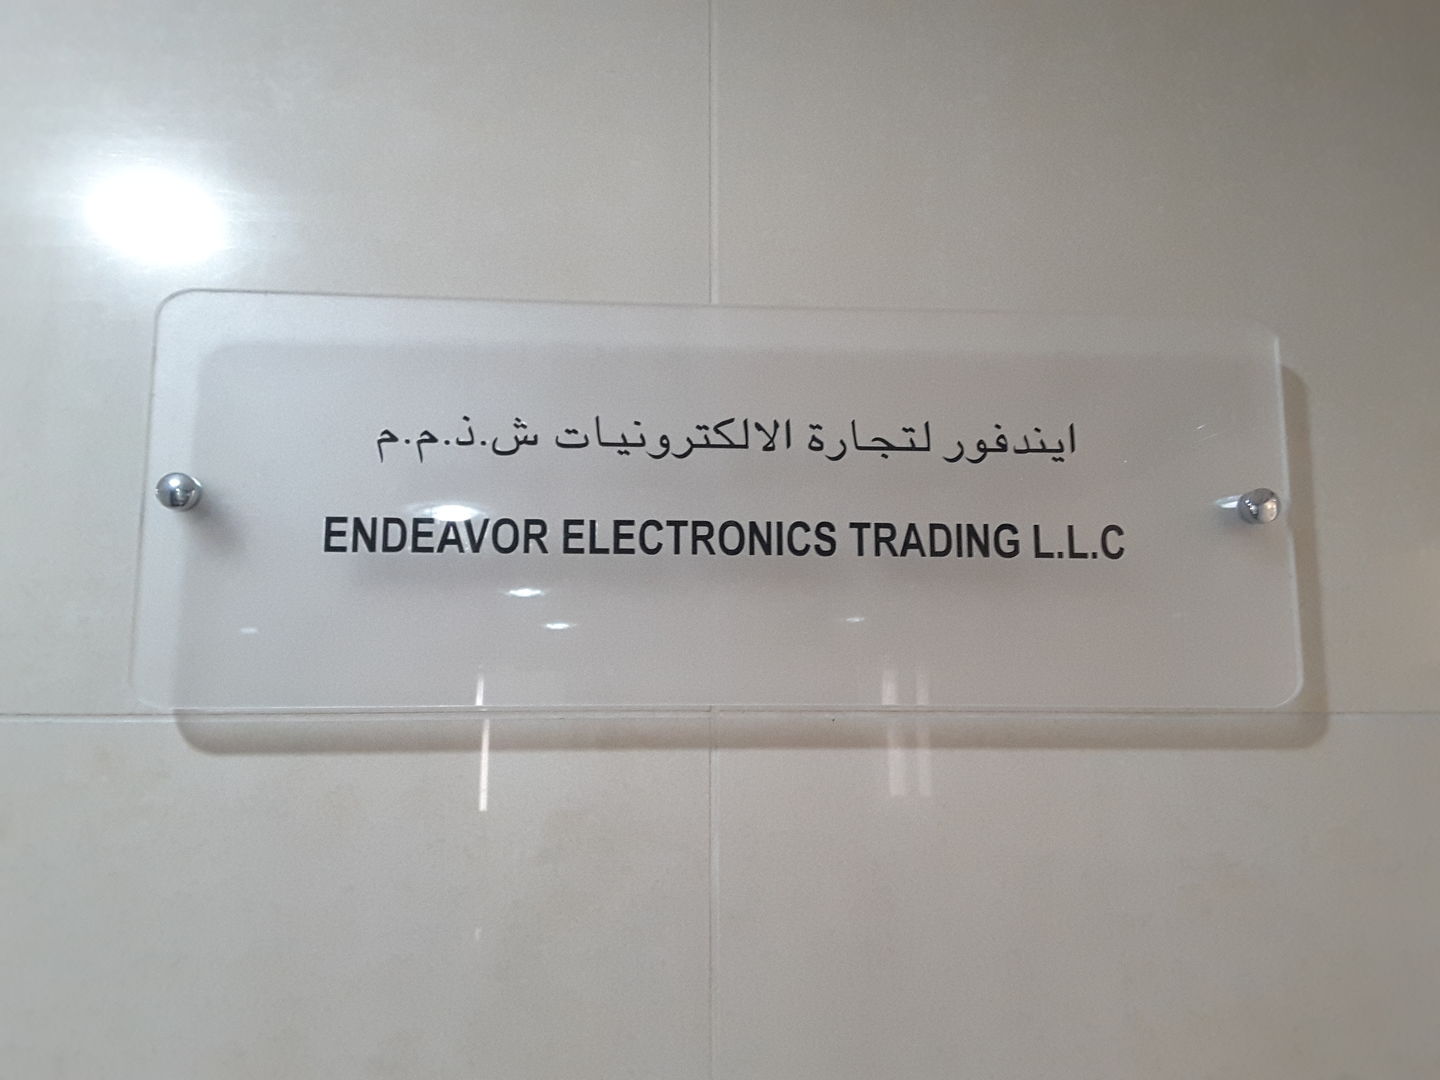 ايندفور لتجارة الالكترونيات ش.ذ.م.م
ENDEAVOR ELECTRONICS TRADING L.L.C